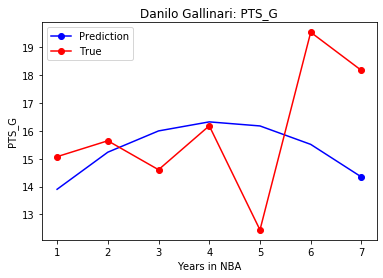 Danilo Gallinari: PTS_G
Prediction
True
PTS_G
19
18
17
16
15
14
13
1 2 3 4 5 6 7
Years in NBA